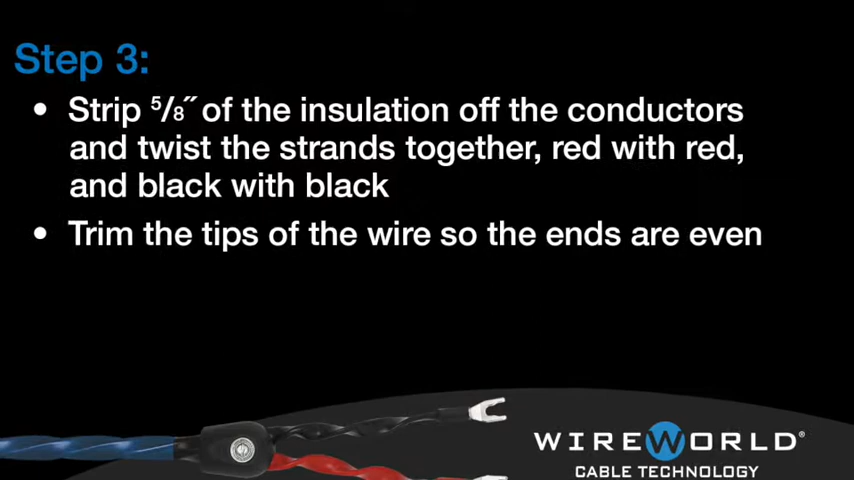 Step 3:
• Strip 5/8˝ of the insulation off the conductors
and twist the strands together, red with red,
and black with black
• Trim the tips of the wire so the ends are even
WIREWORLD®
CABLE TECHNOLOGY